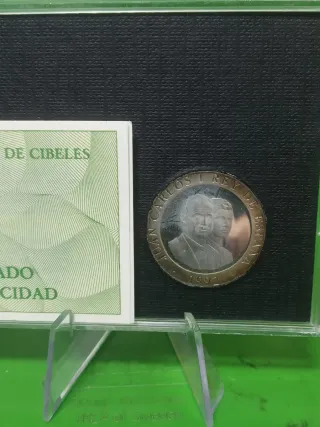 DE CIBELES
ADO
CIDAD
JUAN CARLOS I REY DE ESPAÑA